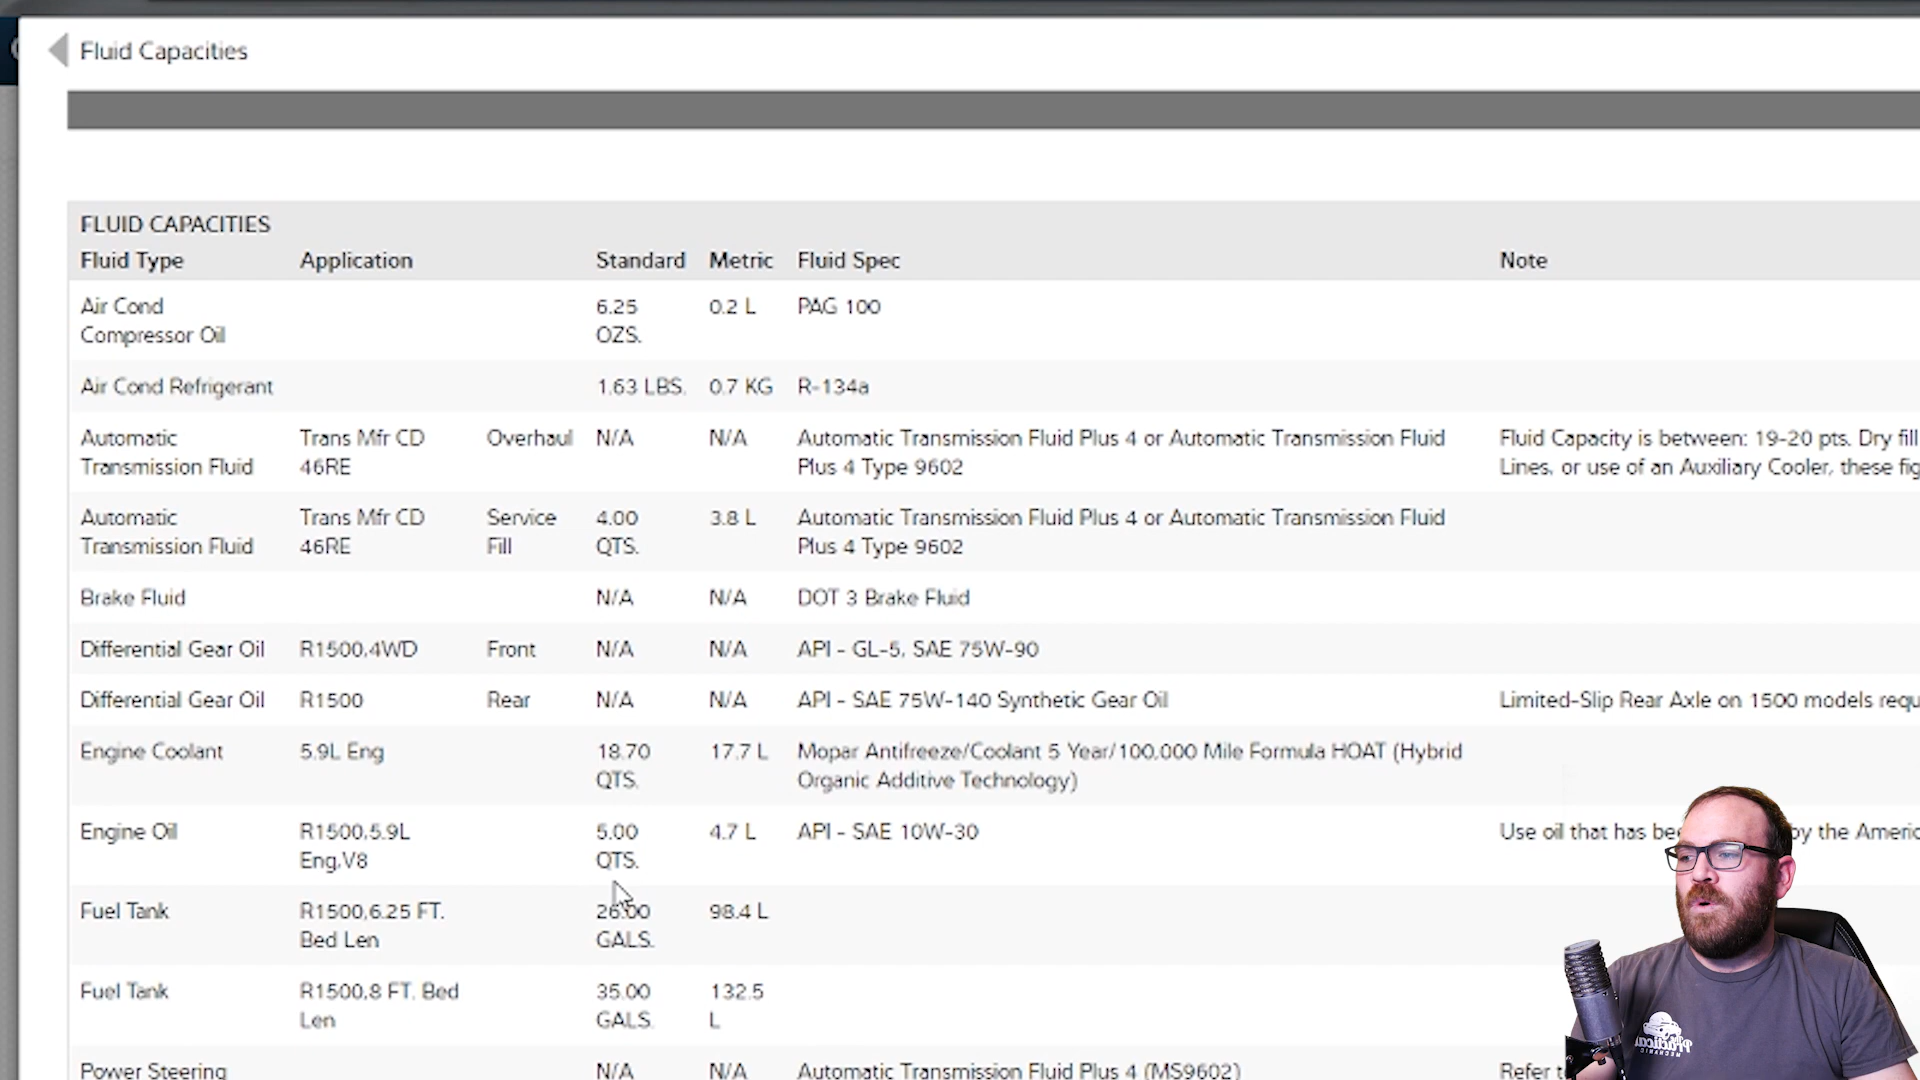 Fluid Capacities
FLUID CAPACITIES
Fluid Type Application Standard Metric Fluid Spec Note
Air Cond 6.25 0.2 L PAG 100
Compressor Oil OZS.
Air Cond Refrigerant 1.63 LBS. 0.7 KG R-134a
Automatic Trans Mfr CD Overhaul N/A N/A Automatic Transmission Fluid Plus 4 or Automatic Transmission Fluid Fluid Capacity is between: 19-20 pts. Dry fill
Transmission Fluid 46RE Plus 4 Type 9602 Lines, or use of an Auxiliary Cooler, these fig
Automatic Trans Mfr CD Service 4.00 3.8 L Automatic Transmission Fluid Plus 4 or Automatic Transmission Fluid
Transmission Fluid 46RE Fill QTS. Plus 4 Type 9602
Brake Fluid N/A N/A DOT 3 Brake Fluid
Differential Gear Oil R1500,4WD Front N/A N/A API - GL-5, SAE 75W-90
Differential Gear Oil R1500 Rear N/A N/A API - SAE 75W-140 Synthetic Gear Oil Limited-Slip Rear Axle on 1500 models requ
Engine Coolant 5.9L Eng 18.70 17.7 L Mopar Antifreeze/Coolant 5 Year/100,000 Mile Formula HOAT (Hybrid
QTS. Organic Additive Technology)
Engine Oil R1500,5.9L 5.00 4.7 L API - SAE 10W-30 Use oil that has bee by the Americ
Eng,V8 QTS.
Fuel Tank R1500,6.25 FT. 26.00 98.4 L
Bed Len GALS.
Fuel Tank R1500,8 FT. Bed 35.00 132.5
Len GALS. L
Power Steering N/A N/A Automatic Transmission Fluid Plus 4 (MS9602) Refer t
Practical
MECHANIC